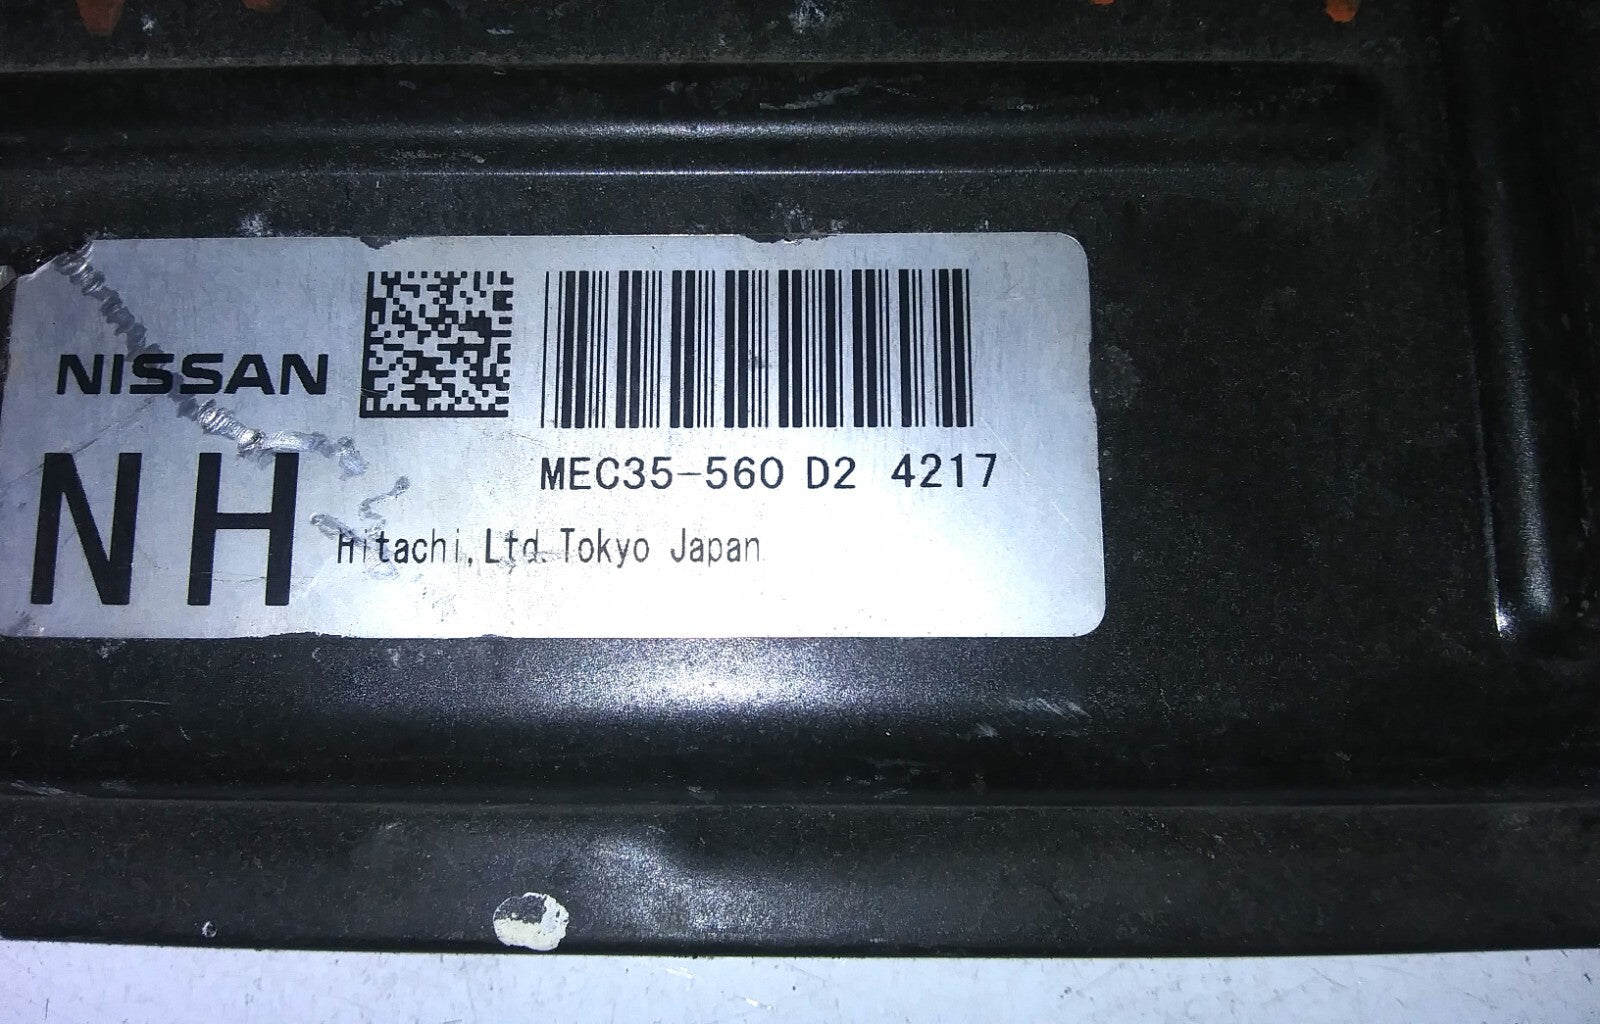 NISSAN
NH
MEC35-560 D2 4217
Hitachi,Ltd.Tokyo Japan